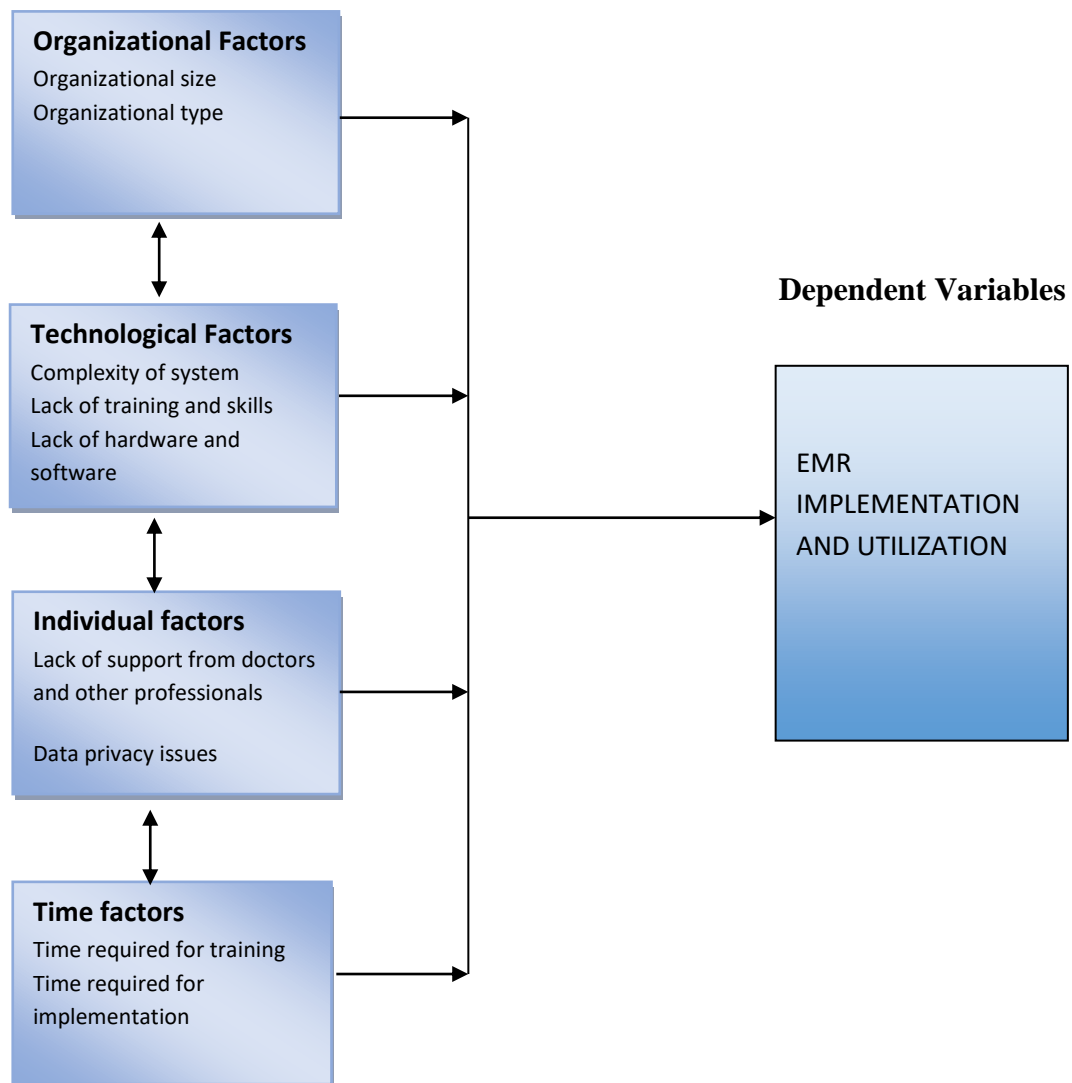 Organizational Factors
Organizational size
Organizational type
Dependent Variables
Technological Factors
Complexity of system
Lack of training and skills
Lack of hardware and
software
EMR
IMPLEMENTATION
AND UTILIZATION
Individual factors
Lack of support from doctors
and other professionals
Data privacy issues
Time factors
Time required for training
Time required for
implementation